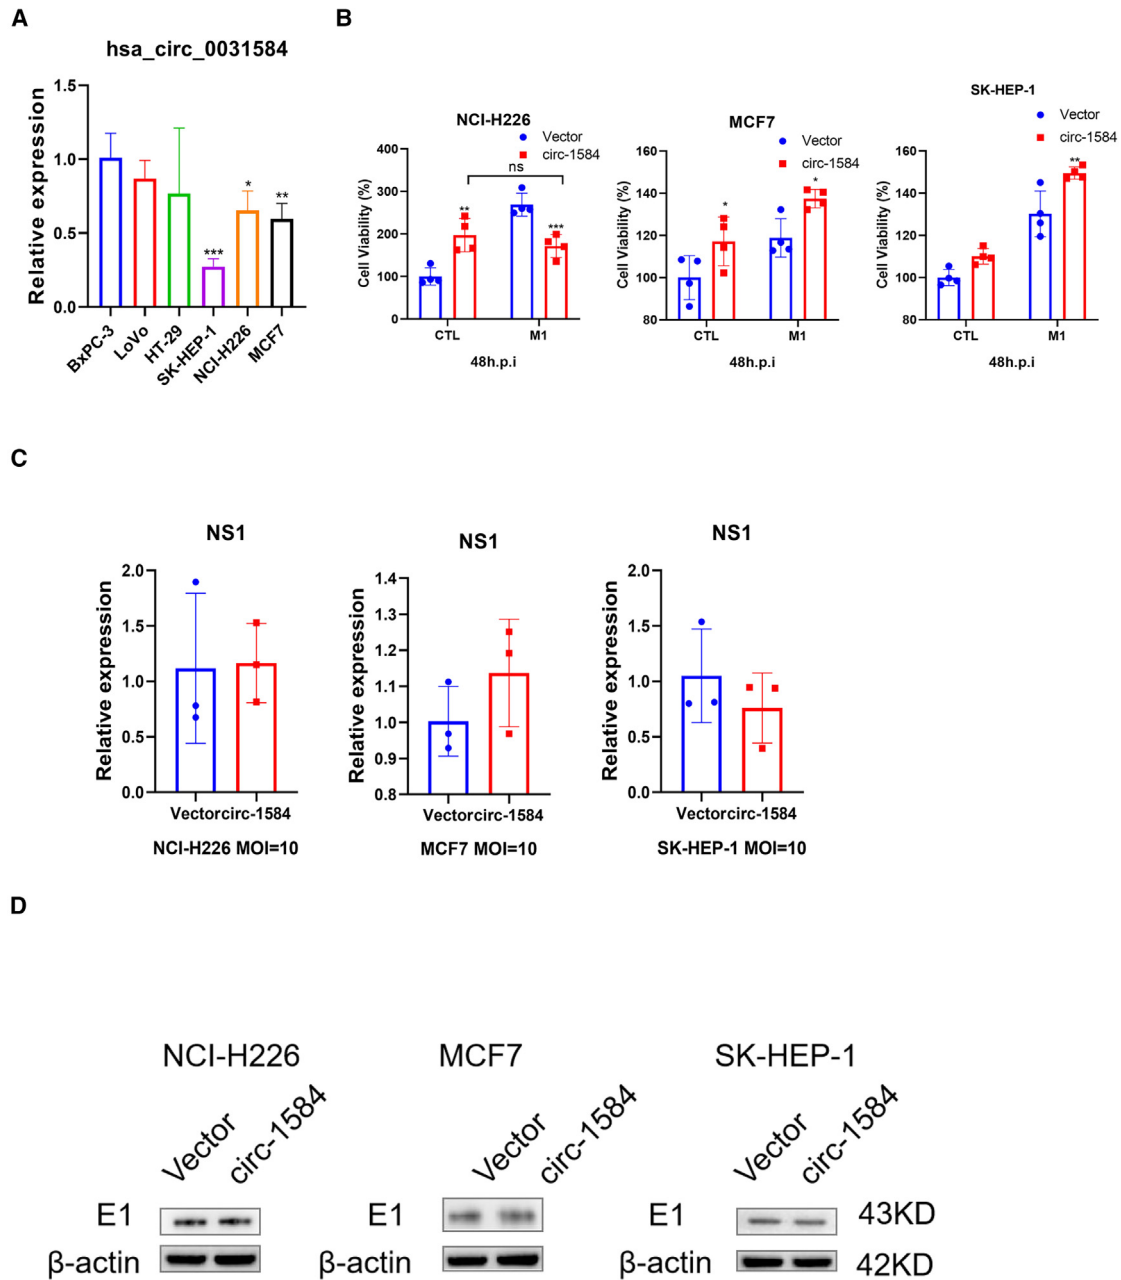 A
hsa_circ_0031584
Relative expression
1.5
1.0
0.5
0.0
***
*
**
BxPC-3
LoVo
HT-29
SK-HEP-1
NCI-H226
MCF7
B
NCI-H226
Vector
circ-1584
Cell Viability (%)
400
300
200
100
0
ns
**
***
CTL
M1
48h.p.i
MCF7
Vector
circ-1584
Cell Viability (%)
160
140
120
100
80
*
*
CTL
M1
48h.p.i
SK-HEP-1
Vector
circ-1584
Cell Viability (%)
160
140
120
100
80
**
CTL
M1
48h.p.i
C
NS1
Relative expression
2.0
1.5
1.0
0.5
0.0
Vectorcirc-1584
NCI-H226 MOI=10
NS1
Relative expression
1.4
1.3
1.2
1.1
1.0
0.9
0.8
Vectorcirc-1584
MCF7 MOI=10
NS1
Relative expression
2.0
1.5
1.0
0.5
0.0
Vectorcirc-1584
SK-HEP-1 MOI=10
D
NCI-H226
Vector
circ-1584
E1
β-actin
MCF7
Vector
circ-1584
E1
β-actin
SK-HEP-1
Vector
circ-1584
E1
43KD
β-actin
42KD